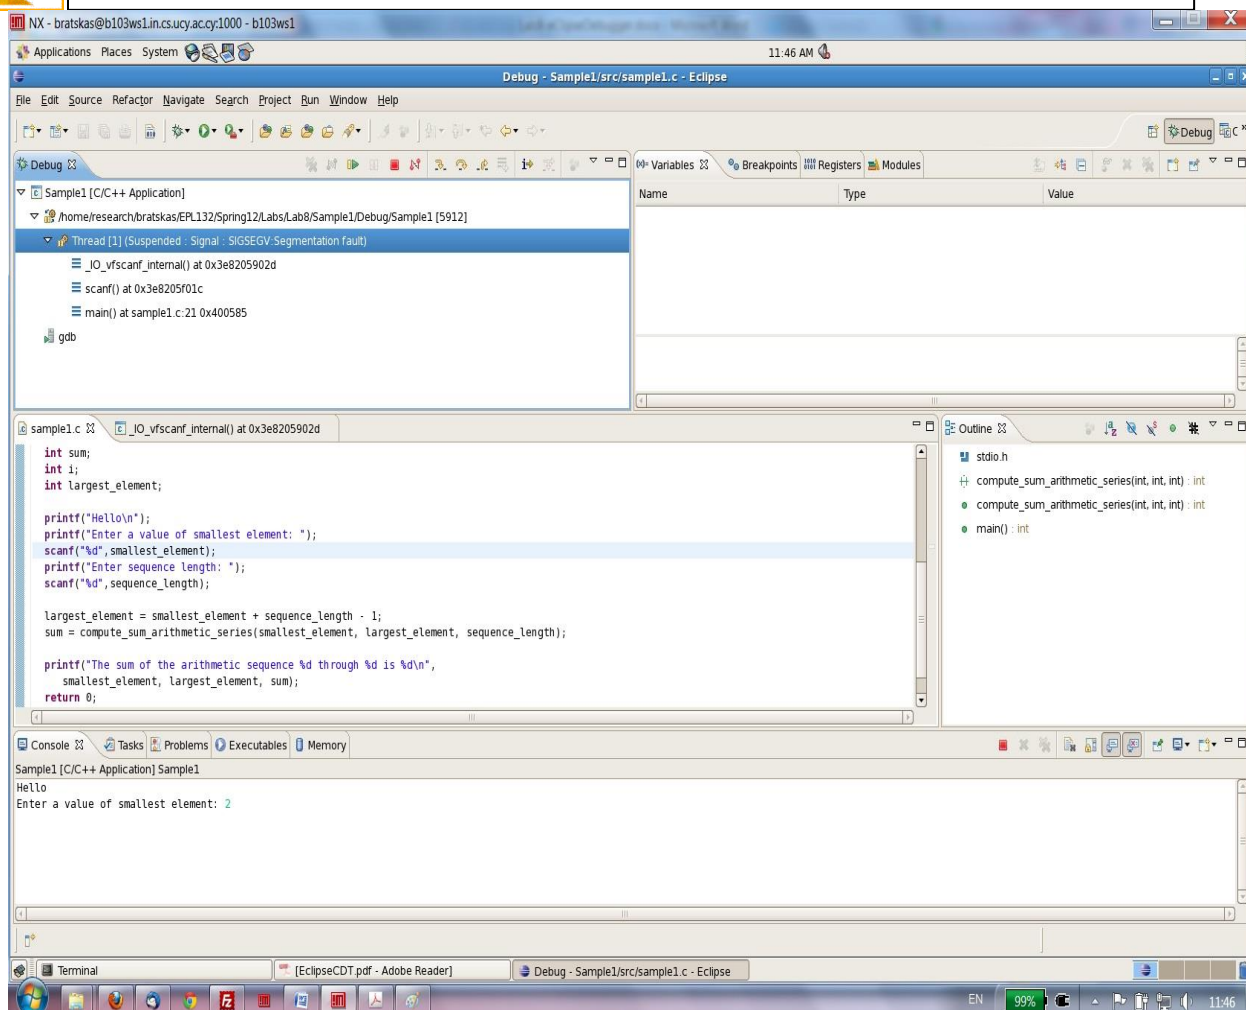 NX - bratskas@b103ws1.in.cs.ucy.ac.cy:1000 - b103ws1
Applications Places System 11:46 AM
Debug - Sample1/src/sample1.c - Eclipse
File Edit Source Refactor Navigate Search Project Run Window Help
Debug C
Debug
Variables Breakpoints Registers Modules
Name Type Value
Sample1 [C/C++ Application]
/home/research/bratskas/EPL132/Spring12/Labs/Lab8/Sample1/Debug/Sample1 [5912]
Thread [1] (Suspended : Signal : SIGSEGV:Segmentation fault)
_IO_vfscanf_internal() at 0x3e8205902d
scanf() at 0x3e8205f01c
main() at sample1.c:21 0x400585
gdb
sample1.c _IO_vfscanf_internal() at 0x3e8205902d
int sum;
int i;
int largest_element;
printf("Hello\n");
printf("Enter a value of smallest element: ");
scanf("%d",smallest_element);
printf("Enter sequence length: ");
scanf("%d",sequence_length);
largest_element = smallest_element + sequence_length - 1;
sum = compute_sum_arithmetic_series(smallest_element, largest_element, sequence_length);
printf("The sum of the arithmetic sequence %d through %d is %d\n",
smallest_element, largest_element, sum);
return 0;
Outline
stdio.h
compute_sum_arithmetic_series(int, int, int) : int
compute_sum_arithmetic_series(int, int, int) : int
main() : int
Console Tasks Problems Executables Memory
Sample1 [C/C++ Application] Sample1
Hello
Enter a value of smallest element: 2
Terminal [EclipseCDT.pdf - Adobe Reader] Debug - Sample1/src/sample1.c - Eclipse
EN 99% 11:46